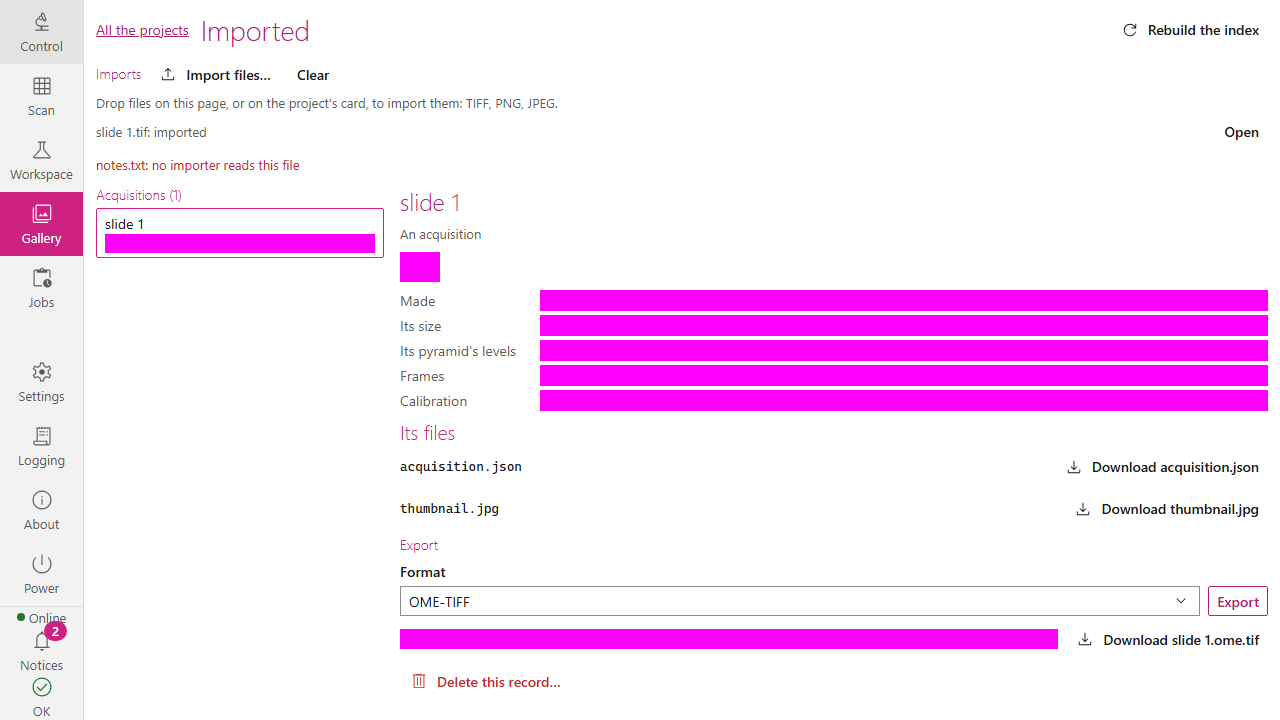 Control
Scan
Workspace
Gallery
Jobs
Settings
Logging
About
Power
Online
2
Notices
OK
All the projects
Imported
Rebuild the index
Imports
Import files...
Clear
Drop files on this page, or on the project's card, to import them: TIFF, PNG, JPEG.
slide 1.tif: imported
Open
notes.txt: no importer reads this file
Acquisitions (1)
slide 1
slide 1
An acquisition
Made
Its size
Its pyramid's levels
Frames
Calibration
Its files
acquisition.json
Download acquisition.json
thumbnail.jpg
Download thumbnail.jpg
Export
Format
OME-TIFF
Export
Download slide 1.ome.tif
Delete this record...